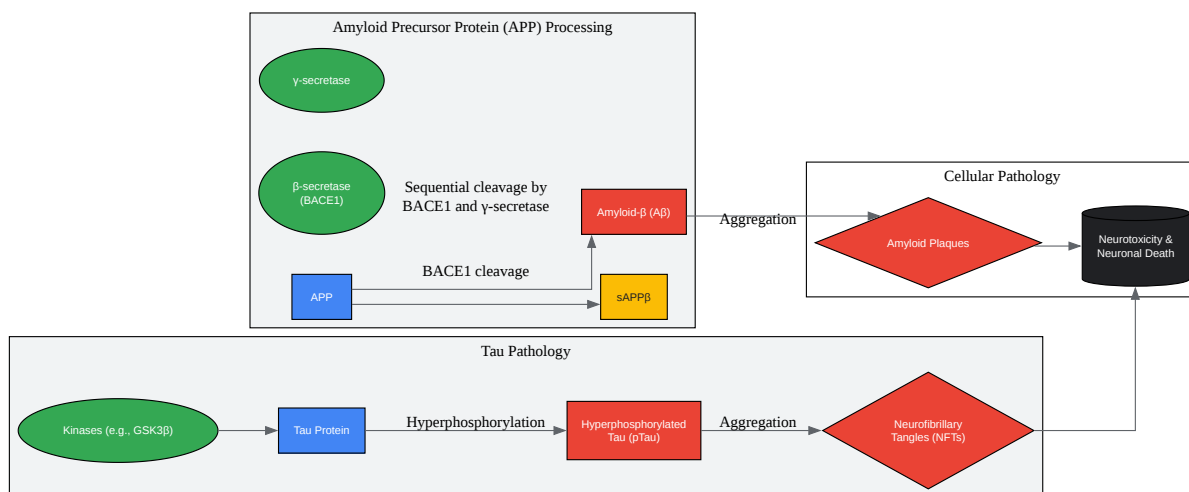 Amyloid Precursor Protein (APP) Processing
γ-secretase
β-secretase
(BACE1)
Sequential cleavage by
BACE1 and γ-secretase
Amyloid-β (Aβ)
BACE1 cleavage
APP
sAPPβ
Aggregation
Cellular Pathology
Amyloid Plaques
Neurotoxicity &
Neuronal Death
Tau Pathology
Kinases (e.g., GSK3β)
Tau Protein
Hyperphosphorylation
Hyperphosphorylated
Tau (pTau)
Aggregation
Neurofibrillary
Tangles (NFTs)